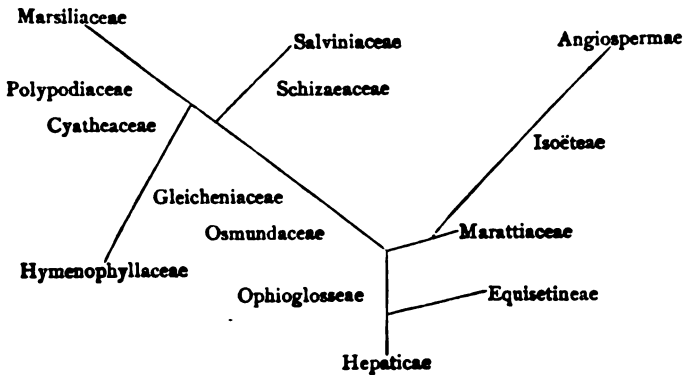 Marsiliaceae
Salviniaceae
Angiospermae
Polypodiaceae
Schizaeaceae
Cyatheaceae
Isoëteae
Gleicheniaceae
Osmundaceae
Marattiaceae
Hymenophyllaceae
Ophioglosseae
Equisetineae
Hepaticae